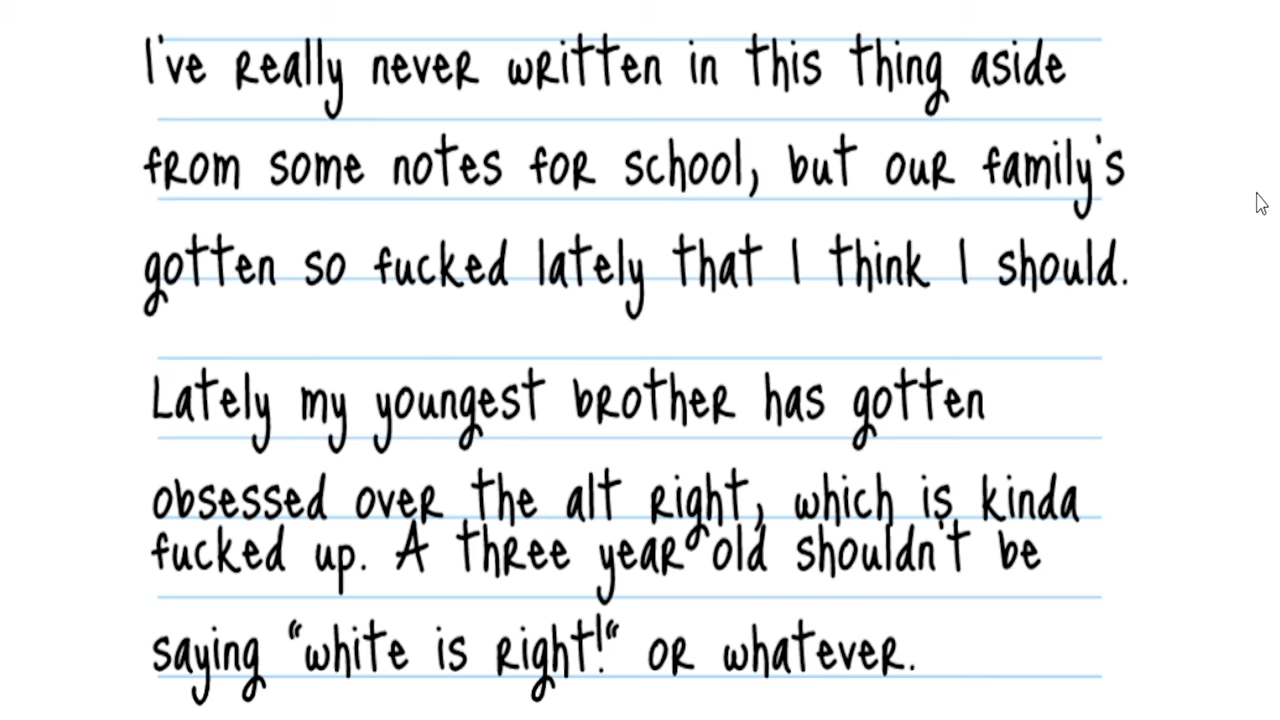 I've really never written in this thing aside
from some notes for school, but our family's
gotten so fucked lately that I think I should.
Lately my youngest brother has gotten
obsessed over the alt right, which is kinda
fucked up. A three year old shouldn't be
saying “white is right!“ or whatever.